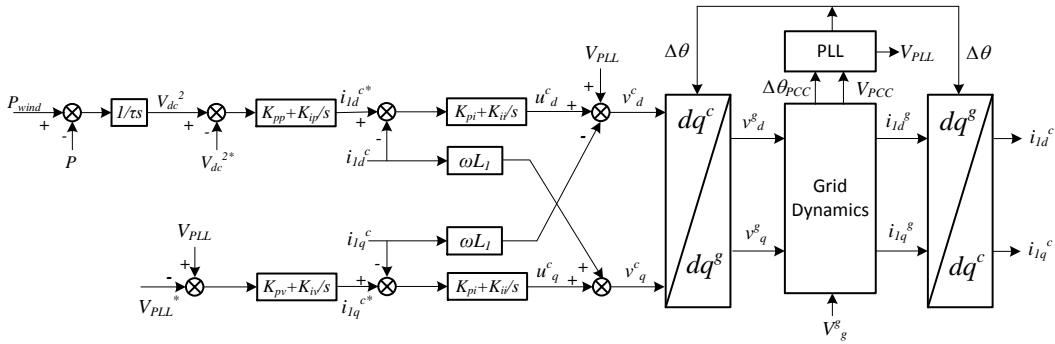 Δθ
PLL
V_PLL
Δθ
Δθ_PCC
V_PCC
P_wind
+
-
P
1/τs
V_dc^2
+
-
V_dc^2*
K_pp+K_ip/s
i_1d^c*
+
-
i_1d^c
K_pi+K_ii/s
u^c_d
+
V_PLL
+
-
v^c_d
ωL_1
i_1q^c
-
ωL_1
V_PLL
+
-
V_PLL^*
K_pv+K_iv/s
i_1q^c*
+
K_pi+K_ii/s
u^c_q
+
+
v^c_q
dq^c
dq^g
v^g_d
v^g_q
Grid
Dynamics
V^g_g
i_1d^g
i_1q^g
dq^g
dq^c
i_1d^c
i_1q^c